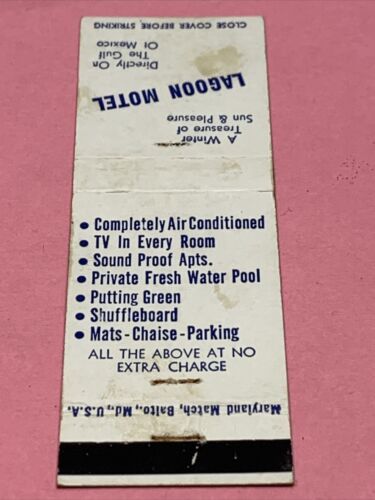 CLOSE COVER BEFORE STRIKING
A Winter
Treasure of
Sun & Pleasure
LAGOON MOTEL
Directly On
The Gulf
Of Mexico
• Completely Air Conditioned
• TV In Every Room
• Sound Proof Apts.
• Private Fresh Water Pool
• Putting Green
• Shuffleboard
• Mats - Chaise - Parking
ALL THE ABOVE AT NO
EXTRA CHARGE
Maryland Match, Balto., Md., U.S.A.